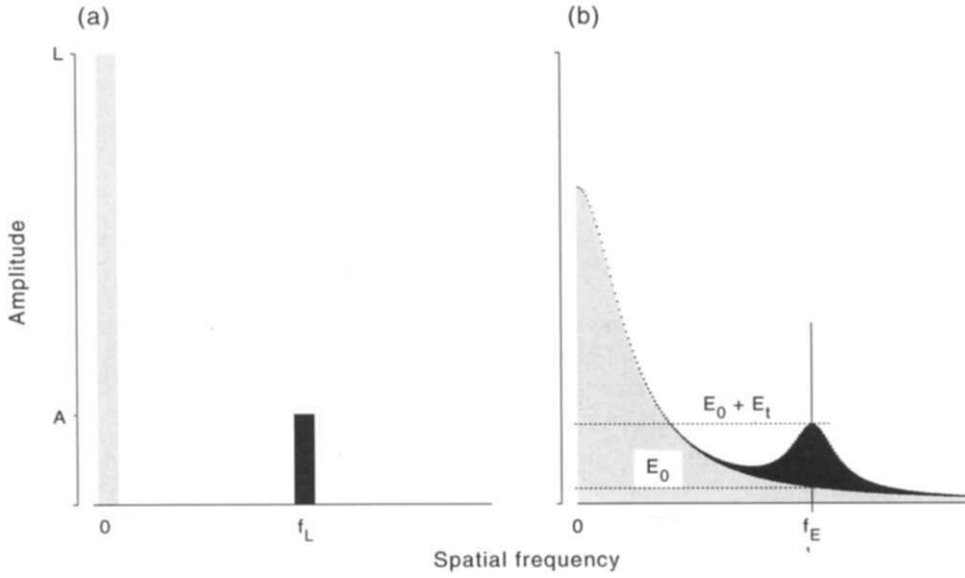 (a)
(b)
L
A
Amplitude
0
f_L
E_0 + E_t
E_0
0
f_E
Spatial frequency